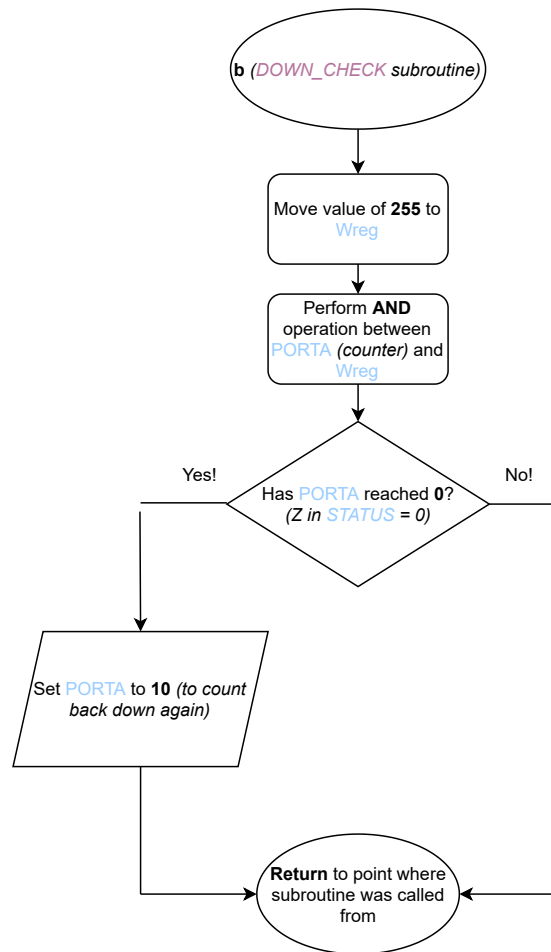 b (DOWN_CHECK subroutine)
Move value of 255 to
Wreg
Perform AND
operation between
PORTA (counter) and
Wreg
Yes!
No!
Has PORTA reached 0?
(Z in STATUS = 0)
Set PORTA to 10 (to count
back down again)
Return to point where
subroutine was called
from